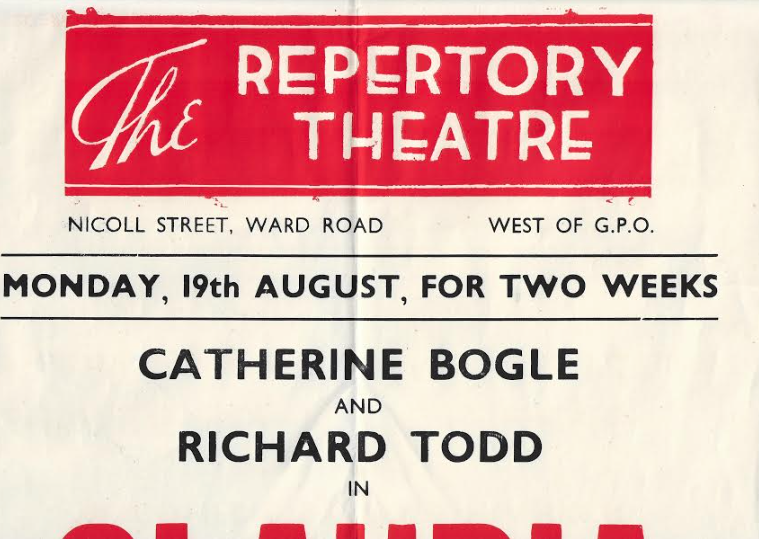 The REPERTORY
THEATRE
NICOLL STREET, WARD ROAD WEST OF G.P.O.
MONDAY, 19th AUGUST, FOR TWO WEEKS
CATHERINE BOGLE
AND
RICHARD TODD
IN
CLAUDIA